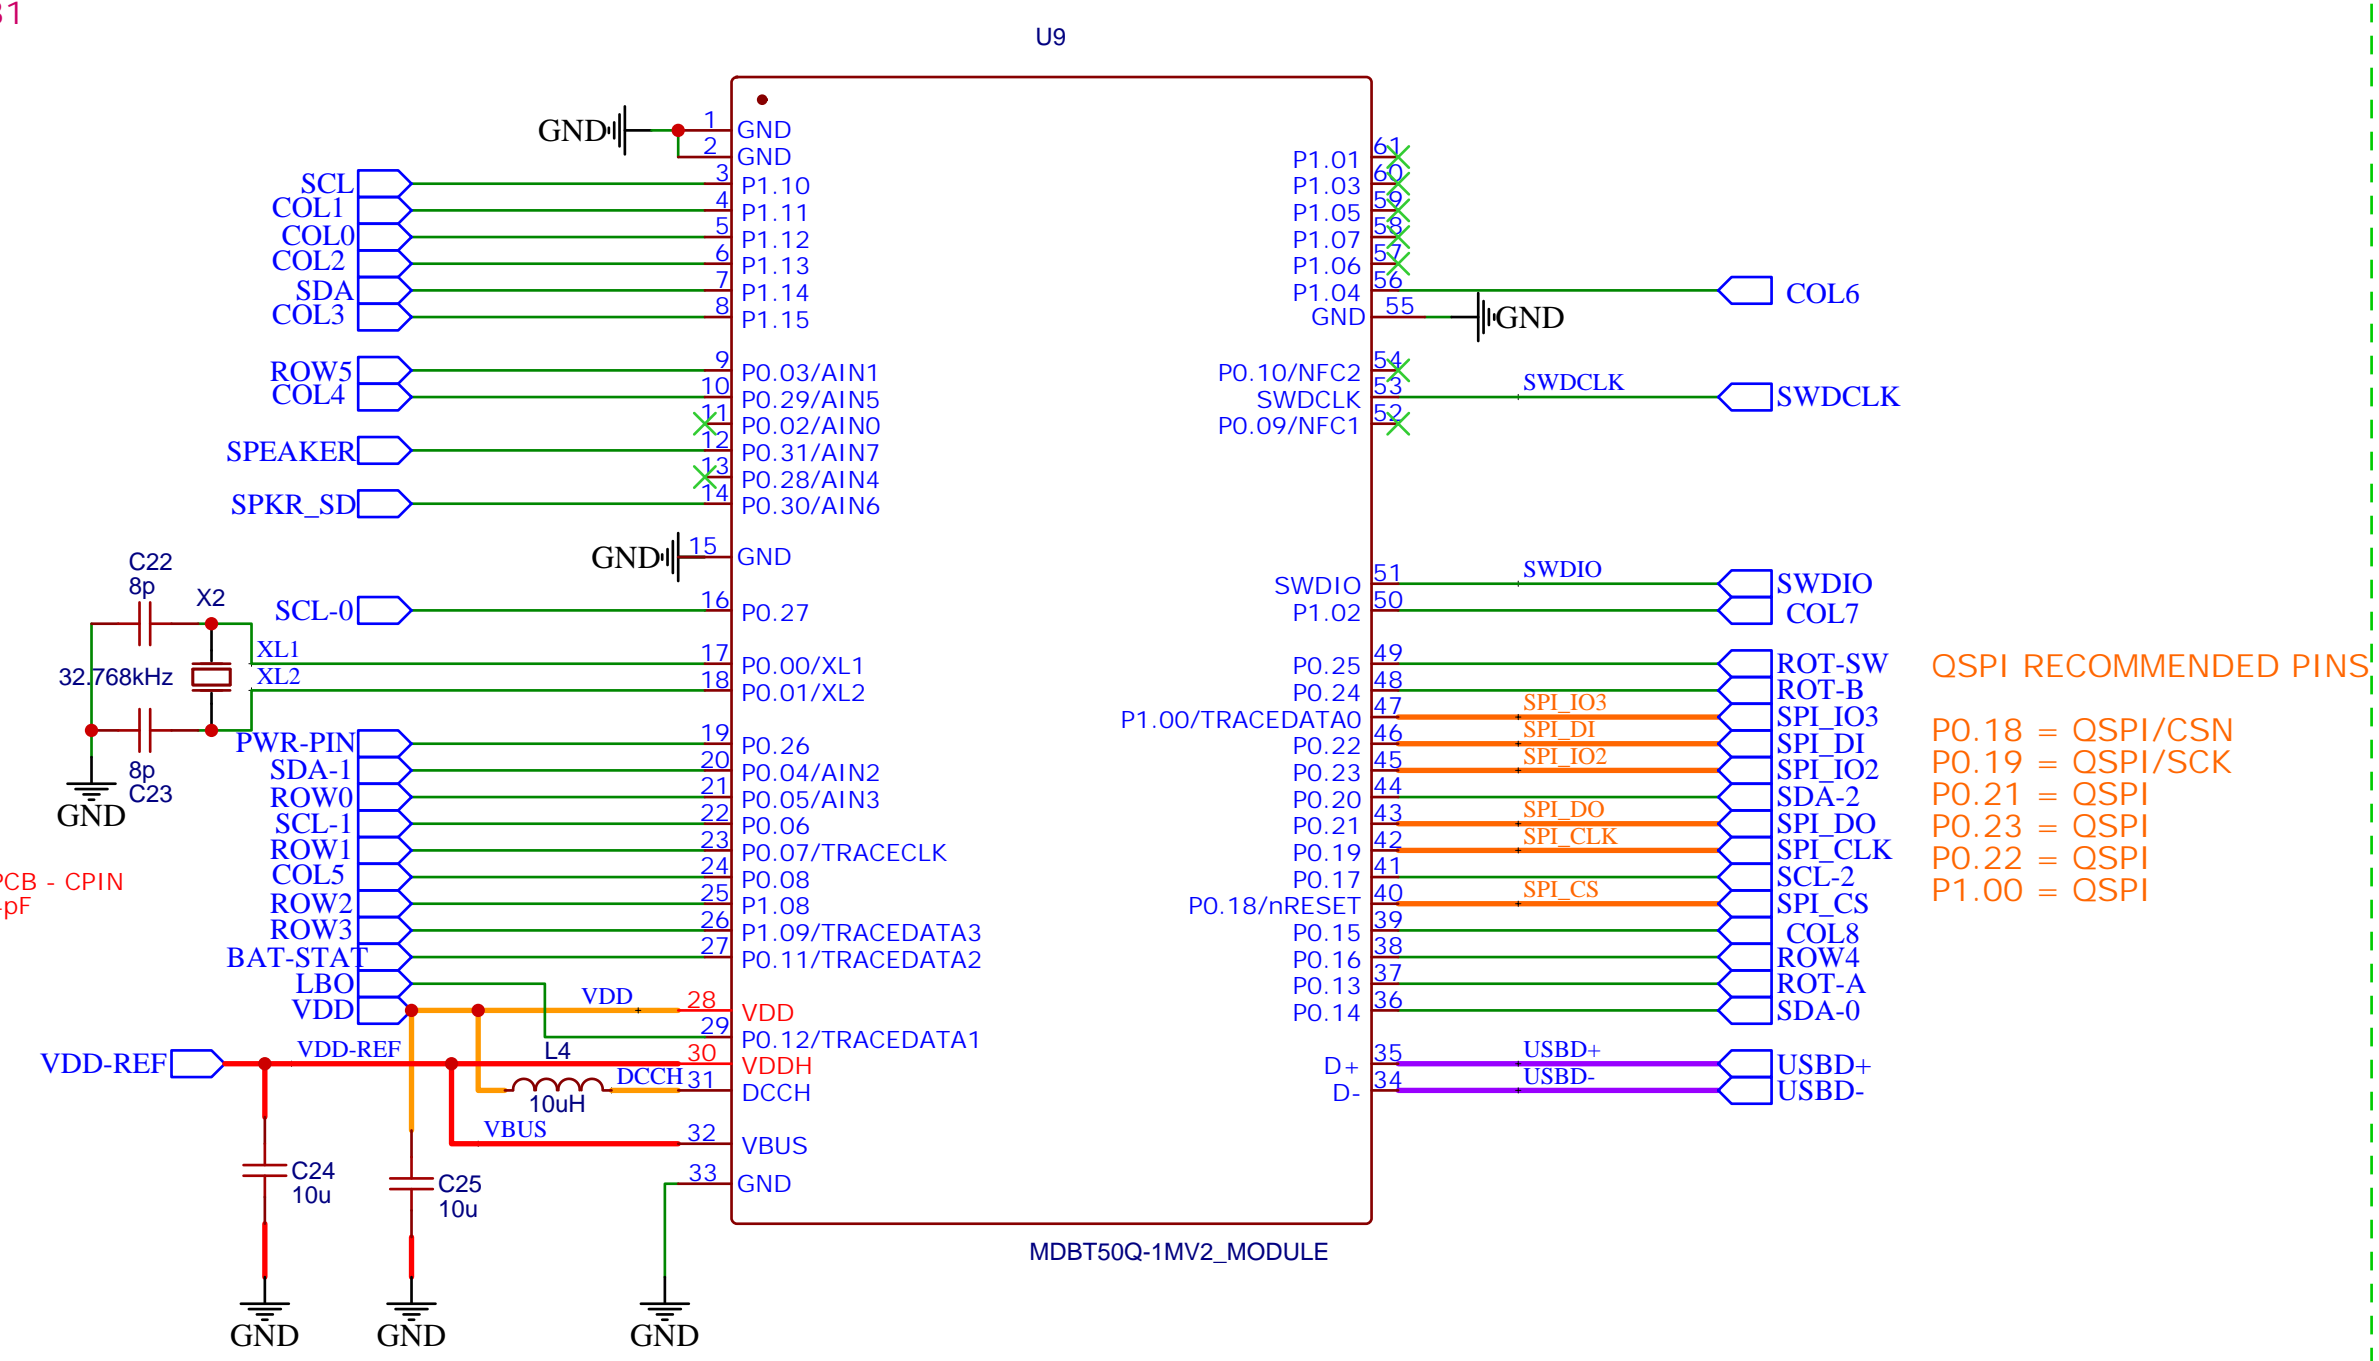 31
U9
GND
1 GND
2 GND
SCL 3 P1.10
COL1 4 P1.11
COL0 5 P1.12
COL2 6 P1.13
SDA 7 P1.14
COL3 8 P1.15
ROW5 9 P0.03/AIN1
COL4 10 P0.29/AIN5
11 P0.02/AIN0
SPEAKER 12 P0.31/AIN7
13 P0.28/AIN4
SPKR_SD 14 P0.30/AIN6
GND 15 GND
SCL-0 16 P0.27
C22
8p
X2
32.768kHz
XL1 17 P0.00/XL1
XL2 18 P0.01/XL2
8p
C23
GND
PCB - CPIN
pF
PWR-PIN 19 P0.26
SDA-1 20 P0.04/AIN2
ROW0 21 P0.05/AIN3
SCL-1 22 P0.06
ROW1 23 P0.07/TRACECLK
COL5 24 P0.08
ROW2 25 P1.08
ROW3 26 P1.09/TRACEDATA3
BAT-STAT 27 P0.11/TRACEDATA2
LBO
VDD VDD 28 VDD
29 P0.12/TRACEDATA1
VDD-REF VDD-REF 30 VDDH
L4
10uH
DCCH 31 DCCH
VBUS 32 VBUS
33 GND
C24
10u
C25
10u
GND
GND
GND
P1.01 61
P1.03 60
P1.05 59
P1.07 58
P1.06 57
P1.04 56 COL6
GND 55 GND
P0.10/NFC2 54
SWDCLK 53 SWDCLK SWDCLK
P0.09/NFC1 52
SWDIO 51 SWDIO SWDIO
P1.02 50 COL7
P0.25 49 ROT-SW
P0.24 48 ROT-B
P1.00/TRACEDATA0 47 SPI_IO3 SPI_IO3
P0.22 46 SPI_DI SPI_DI
P0.23 45 SPI_IO2 SPI_IO2
P0.20 44 SDA-2
P0.21 43 SPI_DO SPI_DO
P0.19 42 SPI_CLK SPI_CLK
P0.17 41 SCL-2
P0.18/nRESET 40 SPI_CS SPI_CS
P0.15 39 COL8
P0.16 38 ROW4
P0.13 37 ROT-A
P0.14 36 SDA-0
D+ 35 USBD+ USBD+
D- 34 USBD- USBD-
MDBT50Q-1MV2_MODULE
QSPI RECOMMENDED PINS
P0.18 = QSPI/CSN
P0.19 = QSPI/SCK
P0.21 = QSPI
P0.23 = QSPI
P0.22 = QSPI
P1.00 = QSPI